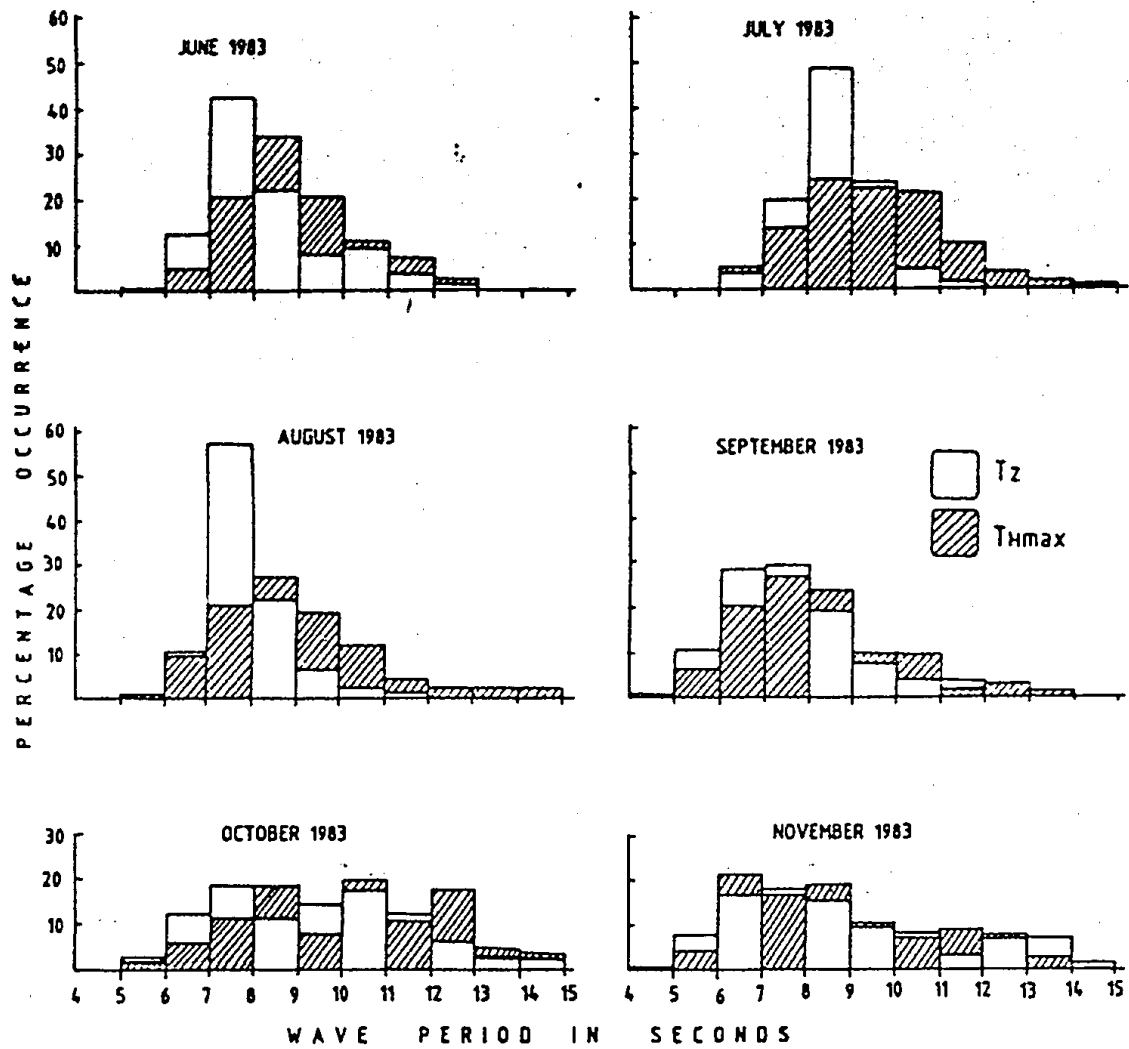 60
50
40
30
20
10
JUNE 1983
JULY 1983
60
50
40
30
20
10
AUGUST 1983
SEPTEMBER 1983
Tz
THmax
30
20
10
OCTOBER 1983
NOVEMBER 1983
4 5 6 7 8 9 10 11 12 13 14 15
4 5 6 7 8 9 10 11 12 13 14 15
PERCENTAGE OCCURRENCE
WAVE PERIOD IN SECONDS